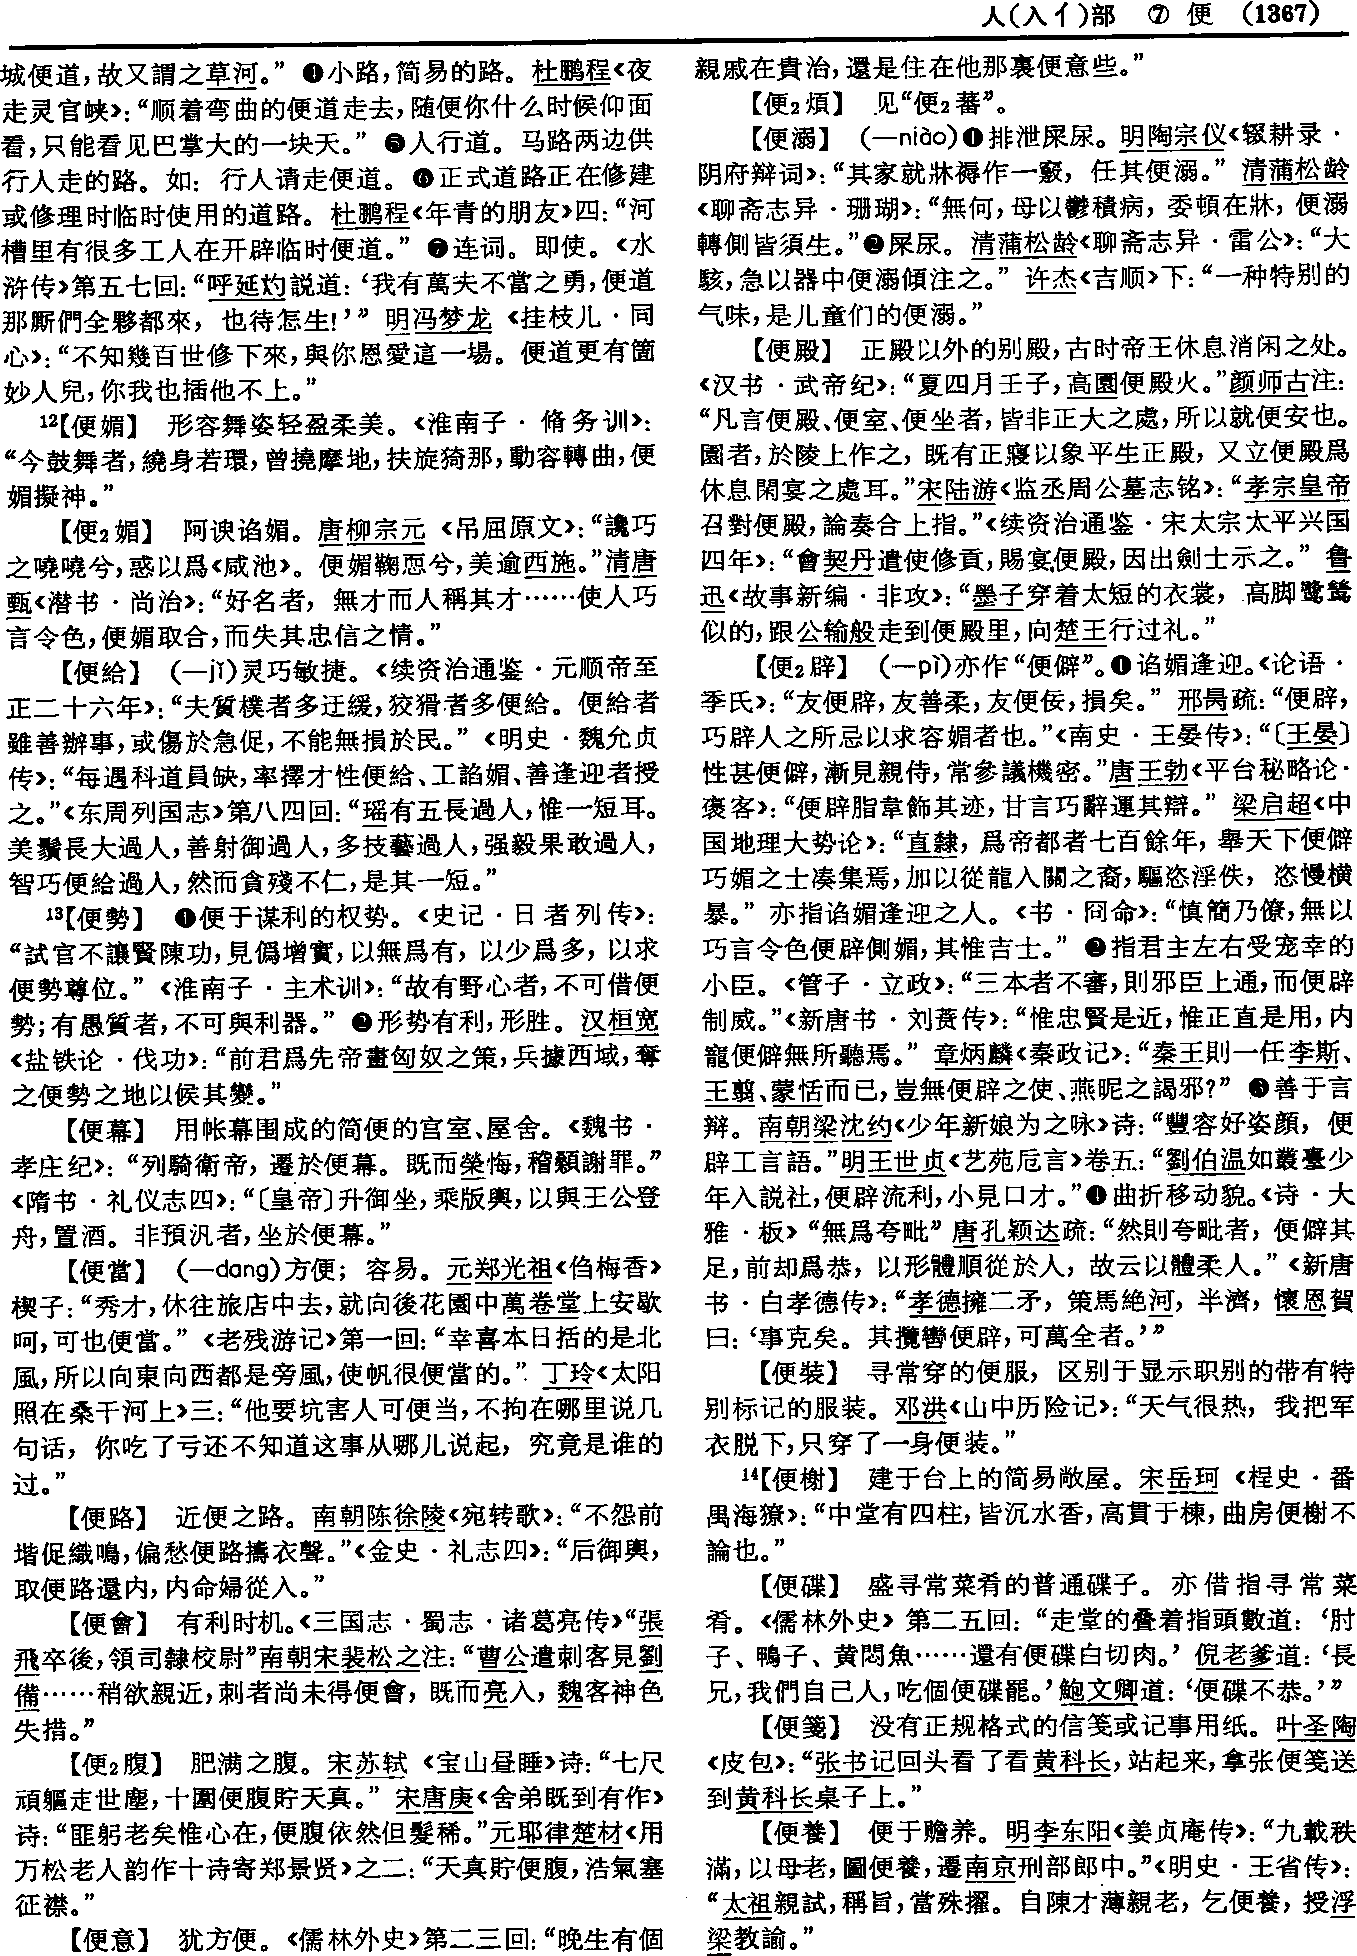 人(入亻)部　⑦　便　(1367)
城便道，故又謂之草河。”❹小路，简易的路。杜鹏程《夜
走灵官峡》：“顺着弯曲的便道走去，随便你什么时候仰面
看，只能看见巴掌大的一块天。”❺人行道。马路两边供
行人走的路。如：行人请走便道。❻正式道路正在修建
或修理时临时使用的道路。杜鹏程《年青的朋友》四：“河
槽里有很多工人在开辟临时便道。”❼连词。即使。《水
浒传》第五七回：“呼延灼説道：‘我有萬夫不當之勇，便道
那厮們全夥都來，也待怎生！’”明冯梦龙《挂枝儿·同
心》：“不知幾百世修下來，與你恩愛這一場。便道更有箇
妙人兒，你我也插他不上。”
12【便媚】　形容舞姿轻盈柔美。《淮南子·脩务训》：
“今鼓舞者，繞身若環，曾撓摩地，扶旋猗那，動容轉曲，便
媚擬神。”
【便2媚】　阿谀谄媚。唐柳宗元《吊屈原文》：“讒巧
之嘵嘵兮，惑以爲《咸池》。便媚鞠恧兮，美逾西施。”清唐
甄《潜书·尚治》：“好名者，無才而人稱其才……使人巧
言令色，便媚取合，而失其忠信之情。”
【便給】　(—jǐ)灵巧敏捷。《续资治通鉴·元顺帝至
正二十六年》：“夫質樸者多迂緩，狡猾者多便給。便給者
雖善辦事，或傷於急促，不能無損於民。”《明史·魏允贞
传》：“每遇科道員缺，率擇才性便給、工諂媚、善逢迎者授
之。”《东周列国志》第八四回：“瑶有五長過人，惟一短耳。
美鬚長大過人，善射御過人，多技藝過人，强毅果敢過人，
智巧便給過人，然而貪殘不仁，是其一短。”
13【便勢】　❶便于谋利的权势。《史记·日者列传》：
“試官不讓賢陳功，見僞增實，以無爲有，以少爲多，以求
便勢尊位。”《淮南子·主术训》：“故有野心者，不可借便
勢；有愚質者，不可與利器。”❷形势有利，形胜。汉桓宽
《盐铁论·伐功》：“前君爲先帝畫匈奴之策，兵據西域，奪
之便勢之地以候其變。”
【便幕】　用帐幕围成的简便的宫室、屋舍。《魏书·
孝庄纪》：“列騎衛帝，遷於便幕。既而榮悔，稽顙謝罪。”
《隋书·礼仪志四》：“〔皇帝〕升御坐，乘版輿，以與王公登
舟，置酒。非預汎者，坐於便幕。”
【便當】　(—dang)方便；容易。元郑光祖《㑇梅香》
楔子：“秀才，休往旅店中去，就向後花園中萬卷堂上安歇
呵，可也便當。”《老残游记》第一回：“幸喜本日括的是北
風，所以向東向西都是旁風，使帆很便當的。”丁玲《太阳
照在桑干河上》三：“他要坑害人可便当，不拘在哪里说几
句话，你吃了亏还不知道这事从哪儿说起，究竟是谁的
过。”
【便路】　近便之路。南朝陈徐陵《宛转歌》：“不怨前
堦促織鳴，偏愁便路擣衣聲。”《金史·礼志四》：“后御輿，
取便路還内，内命婦從入。”
【便會】　有利时机。《三国志·蜀志·诸葛亮传》“張
飛卒後，領司隸校尉”南朝宋裴松之注：“曹公遣刺客見劉
備……稍欲親近，刺者尚未得便會，既而亮入，魏客神色
失措。”
【便2腹】　肥满之腹。宋苏轼《宝山昼睡》诗：“七尺
頑軀走世塵，十圍便腹貯天真。”宋唐庚《舍弟既到有作》
诗：“匪躬老矣惟心在，便腹依然但髮稀。”元耶律楚材《用
万松老人韵作十诗寄郑景贤》之二：“天真貯便腹，浩氣塞
征襟。”
【便意】　犹方便。《儒林外史》第二三回：“晚生有個
親戚在貴治，還是住在他那裏便意些。”
【便2煩】　见“便2蕃”。
【便溺】　(—niào)❶排泄屎尿。明陶宗仪《辍耕录·
阴府辩词》：“其家就牀褥作一竅，任其便溺。”清蒲松龄
《聊斋志异·珊瑚》：“無何，母以鬱積病，委頓在牀，便溺
轉側皆須生。”❷屎尿。清蒲松龄《聊斋志异·雷公》：“大
駭，急以器中便溺傾注之。”许杰《吉顺》下：“一种特别的
气味，是儿童们的便溺。”
【便殿】　正殿以外的别殿，古时帝王休息消闲之处。
《汉书·武帝纪》：“夏四月壬子，高園便殿火。”颜师古注：
“凡言便殿、便室、便坐者，皆非正大之處，所以就便安也。
園者，於陵上作之，既有正寢以象平生正殿，又立便殿爲
休息閑宴之處耳。”宋陆游《监丞周公墓志铭》：“孝宗皇帝
召對便殿，論奏合上指。”《续资治通鉴·宋太宗太平兴国
四年》：“會契丹遣使修貢，賜宴便殿，因出劍士示之。”鲁
迅《故事新编·非攻》：“墨子穿着太短的衣裳，高脚鹭鸶
似的，跟公输般走到便殿里，向楚王行过礼。”
【便2辟】　(—pì)亦作“便僻”。❶谄媚逢迎。《论语·
季氏》：“友便辟，友善柔，友便佞，損矣。”邢昺疏：“便辟，
巧辟人之所忌以求容媚者也。”《南史·王晏传》：“〔王晏〕
性甚便僻，漸見親侍，常參議機密。”唐王勃《平台秘略论·
褒客》：“便辟脂韋飾其迹，甘言巧辭運其辯。”梁启超《中
国地理大势论》：“直隸，爲帝都者七百餘年，舉天下便僻
巧媚之士凑集焉，加以從龍入關之裔，驅恣淫佚，恣慢横
暴。”亦指谄媚逢迎之人。《书·冏命》：“慎簡乃僚，無以
巧言令色便辟側媚，其惟吉士。”❷指君主左右受宠幸的
小臣。《管子·立政》：“三本者不審，則邪臣上通，而便辟
制威。”《新唐书·刘蕡传》：“惟忠賢是近，惟正直是用，内
寵便僻無所聽焉。”章炳麟《秦政记》：“秦王則一任李斯、
王翦、蒙恬而已，豈無便辟之使、燕昵之謁邪？”❸善于言
辩。南朝梁沈约《少年新娘为之咏》诗：“豐容好姿顔，便
辟工言語。”明王世贞《艺苑卮言》卷五：“劉伯温如叢臺少
年入説社，便辟流利，小見口才。”❹曲折移动貌。《诗·大
雅·板》“無爲夸毗”唐孔颖达疏：“然則夸毗者，便僻其
足，前却爲恭，以形體順從於人，故云以體柔人。”《新唐
书·白孝德传》：“孝德擁二矛，策馬絶河，半濟，懷恩賀
曰：‘事克矣。其攬轡便辟，可萬全者。’”
【便裝】　寻常穿的便服，区别于显示职别的带有特
别标记的服装。邓洪《山中历险记》：“天气很热，我把军
衣脱下，只穿了一身便装。”
14【便榭】　建于台上的简易敞屋。宋岳珂《桯史·番
禺海獠》：“中堂有四柱，皆沉水香，高貫于棟，曲房便榭不
論也。”
【便碟】　盛寻常菜肴的普通碟子。亦借指寻常菜
肴。《儒林外史》第二五回：“走堂的叠着指頭數道：‘肘
子、鴨子、黄悶魚……還有便碟白切肉。’倪老爹道：‘長
兄，我們自己人，吃個便碟罷。’鮑文卿道：‘便碟不恭。’”
【便箋】　没有正规格式的信笺或记事用纸。叶圣陶
《皮包》：“张书记回头看了看黄科长，站起来，拿张便笺送
到黄科长桌子上。”
【便養】　便于赡养。明李东阳《姜贞庵传》：“九載秩
滿，以母老，圖便養，遷南京刑部郎中。”《明史·王省传》：
“太祖親試，稱旨，當殊擢。自陳才薄親老，乞便養，授浮
梁教諭。”